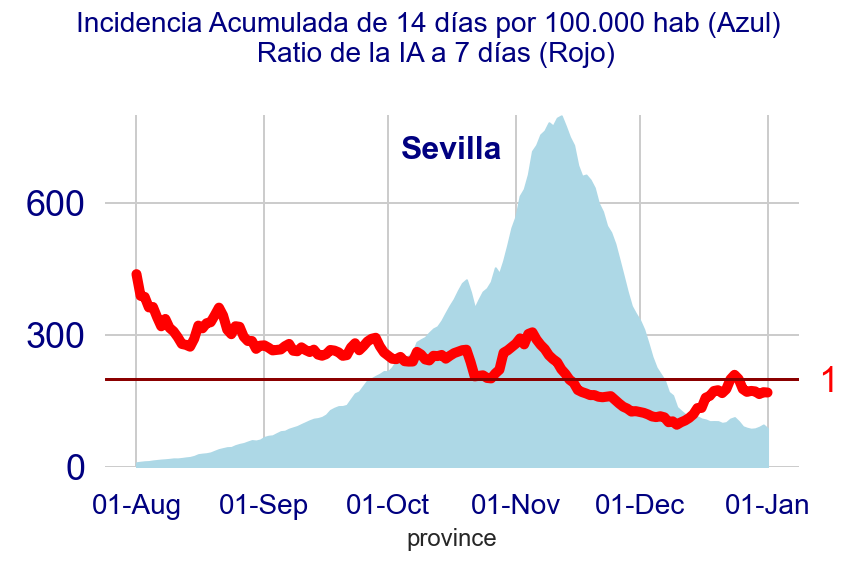 Incidencia Acumulada de 14 días por 100.000 hab (Azul)
Ratio de la IA a 7 días (Rojo)
Sevilla
600
300
1
0
01-Aug 01-Sep 01-Oct 01-Nov 01-Dec 01-Jan
province